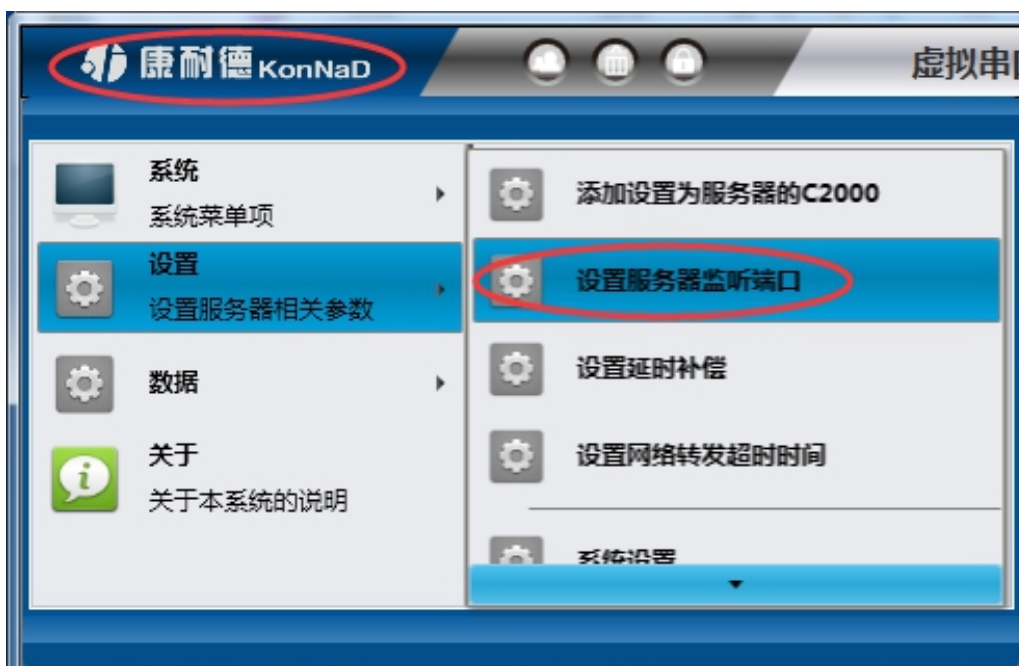 康耐德 KonNaD
虚拟串
系统
系统菜单项
设置
设置服务器相关参数
数据
关于
关于本系统的说明
添加设置为服务器的C2000
设置服务器监听端口
设置延时补偿
设置网络转发超时时间
系统设置